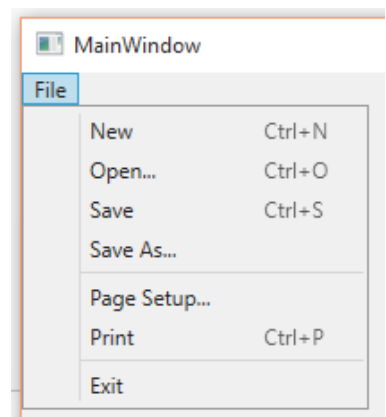 MainWindow
File
New Ctrl+N
Open... Ctrl+O
Save Ctrl+S
Save As...
Page Setup...
Print Ctrl+P
Exit